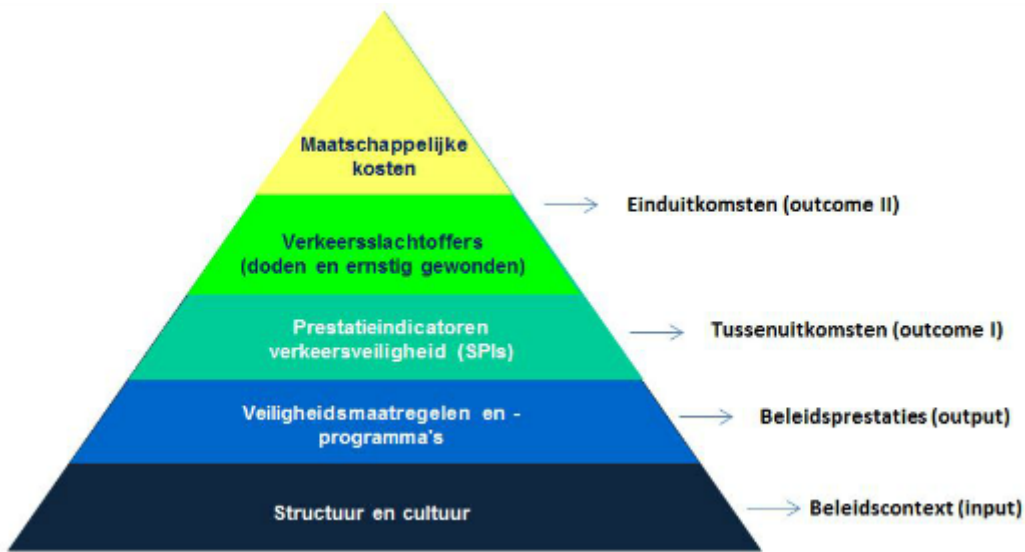 Maatschappelijke
kosten
Einduitkomsten (outcome II)
Verkeersslachtoffers
(doden en ernstig gewonden)
Prestatieindicatoren
verkeersveiligheid (SPIs)
Tussenuitkomsten (outcome I)
Veiligheidsmaatregelen en -
programma's
Beleidsprestaties (output)
Structuur en cultuur
Beleidscontext (input)